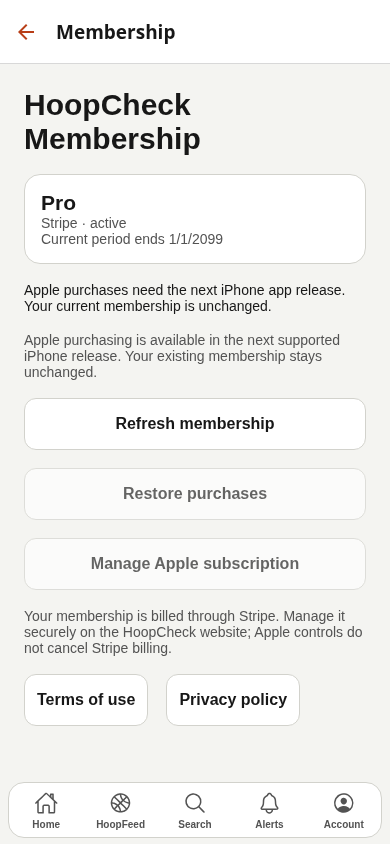 Membership
HoopCheck
Membership
Pro
Stripe · active
Current period ends 1/1/2099
Apple purchases need the next iPhone app release.
Your current membership is unchanged.
Apple purchasing is available in the next supported
iPhone release. Your existing membership stays
unchanged.
Refresh membership
Restore purchases
Manage Apple subscription
Your membership is billed through Stripe. Manage it
securely on the HoopCheck website; Apple controls do
not cancel Stripe billing.
Terms of use
Privacy policy
Home
HoopFeed
Search
Alerts
Account